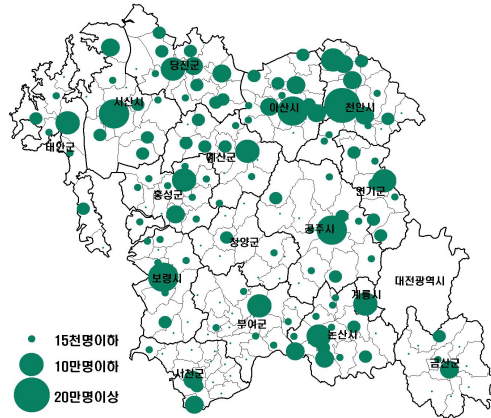 당진군
서산시
아산시
천안시
태안군
예산군
홍성군
연기군
공주시
청양군
보령시
대전광역시
계룡시
부여군
논산시
금산군
서천군
15천명이하
10만명이하
20만명이상